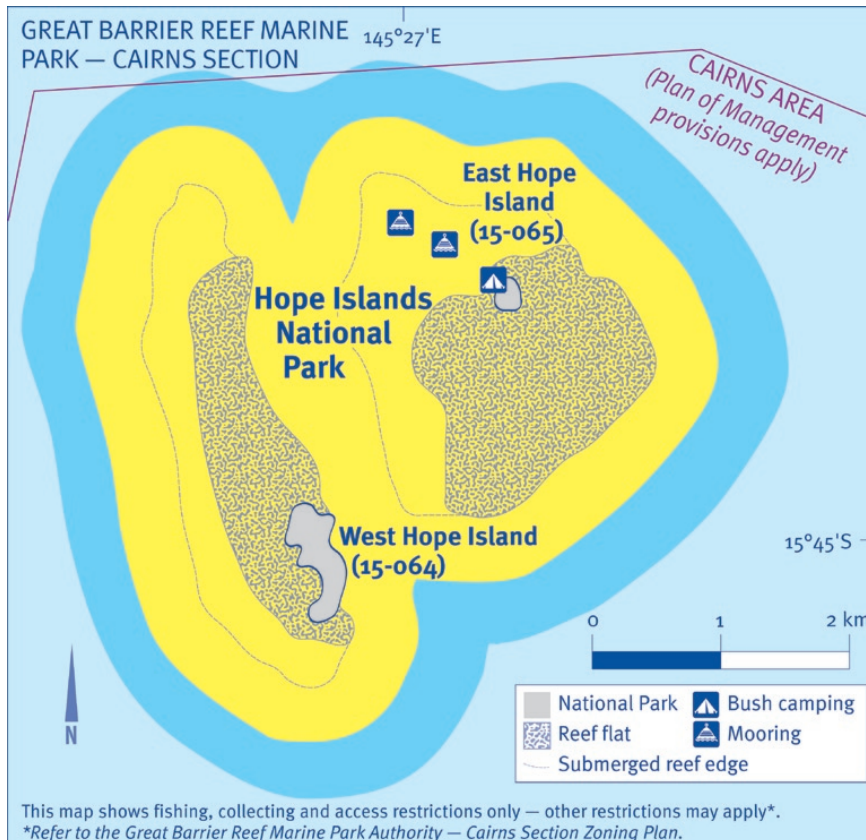 GREAT BARRIER REEF MARINE
PARK — CAIRNS SECTION
145°27'E
CAIRNS AREA
(Plan of Management
provisions apply)
East Hope
Island
(15-065)
Hope Islands
National
Park
West Hope Island
(15-064)
15°45'S
0 1 2 km
N
National Park
Bush camping
Reef flat
Mooring
Submerged reef edge
This map shows fishing, collecting and access restrictions only — other restrictions may apply*.
*Refer to the Great Barrier Reef Marine Park Authority — Cairns Section Zoning Plan.